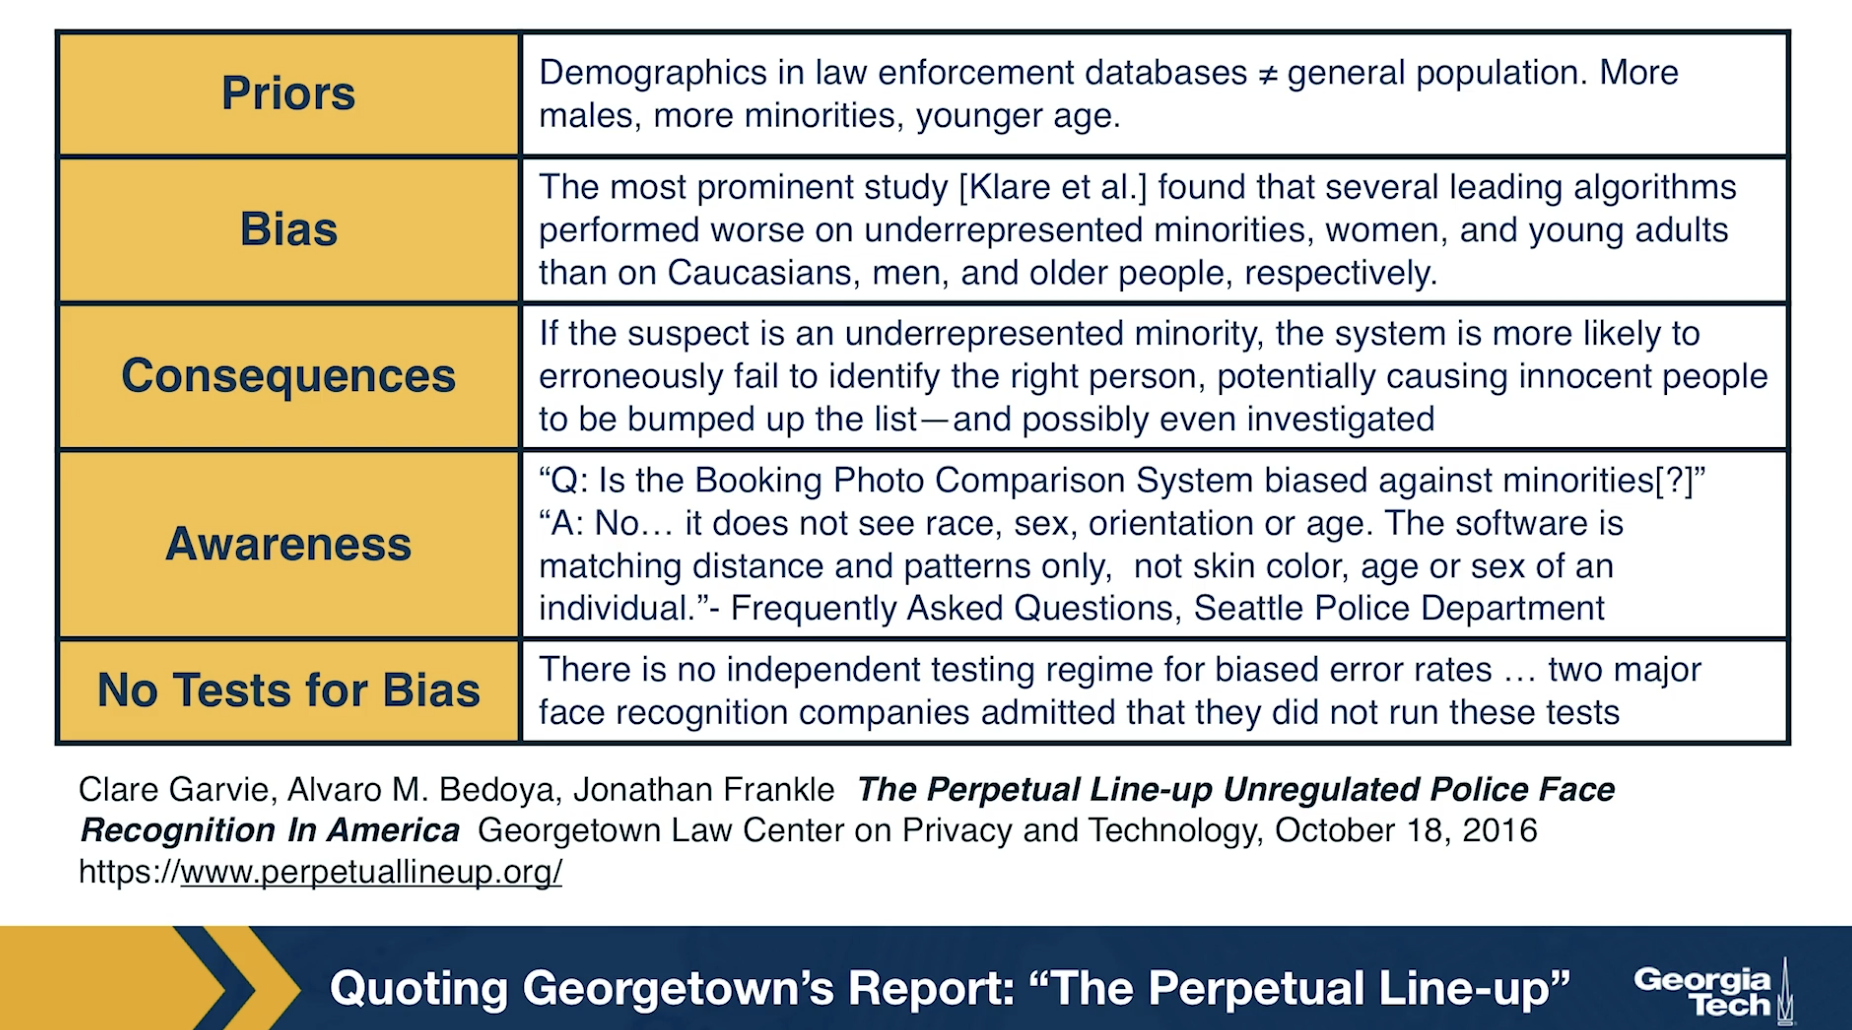 Priors
Demographics in law enforcement databases ≠ general population. More
males, more minorities, younger age.
Bias
The most prominent study [Klare et al.] found that several leading algorithms
performed worse on underrepresented minorities, women, and young adults
than on Caucasians, men, and older people, respectively.
Consequences
If the suspect is an underrepresented minority, the system is more likely to
erroneously fail to identify the right person, potentially causing innocent people
to be bumped up the list—and possibly even investigated
Awareness
“Q: Is the Booking Photo Comparison System biased against minorities[?]”
“A: No… it does not see race, sex, orientation or age. The software is
matching distance and patterns only,  not skin color, age or sex of an
individual.”- Frequently Asked Questions, Seattle Police Department
No Tests for Bias
There is no independent testing regime for biased error rates … two major
face recognition companies admitted that they did not run these tests
Clare Garvie, Alvaro M. Bedoya, Jonathan Frankle  The Perpetual Line-up Unregulated Police Face
Recognition In America  Georgetown Law Center on Privacy and Technology, October 18, 2016
https://www.perpetuallineup.org/
Quoting Georgetown’s Report: “The Perpetual Line-up”
Georgia
Tech